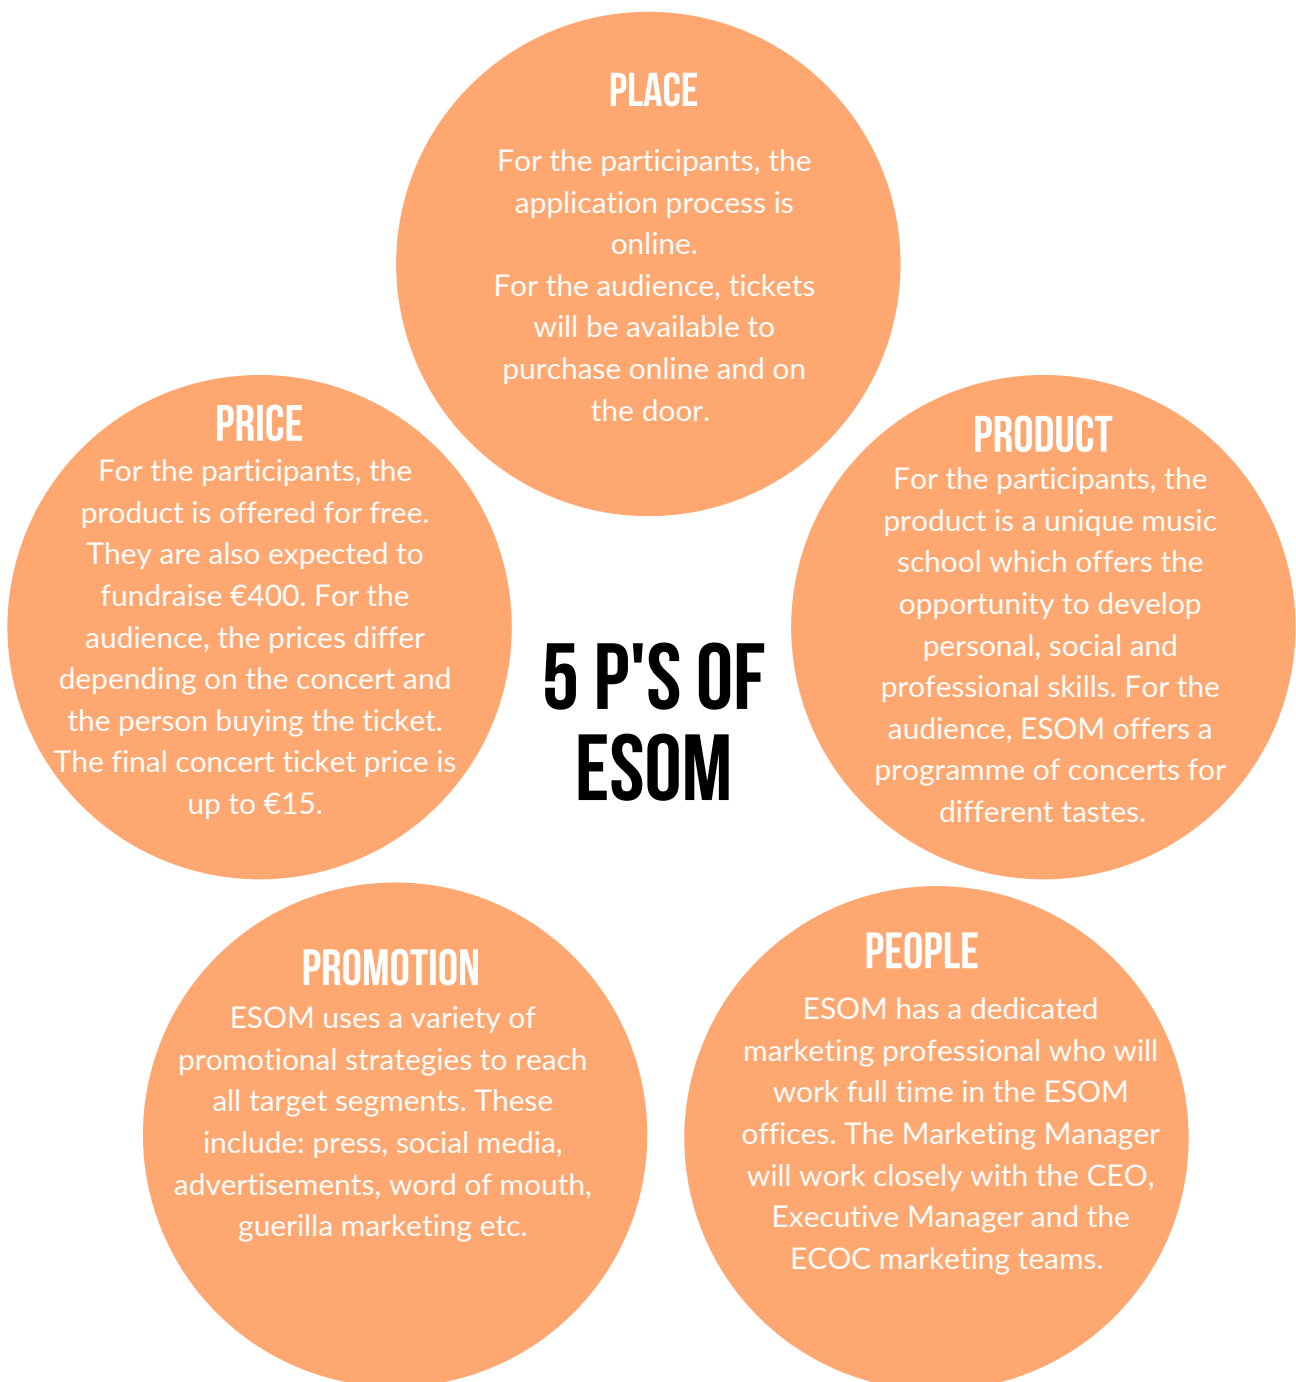 PLACE
For the participants, the
application process is
online.
For the audience, tickets
will be available to
purchase online and on
the door.
PRICE
For the participants, the
product is offered for free.
They are also expected to
fundraise €400. For the
audience, the prices differ
depending on the concert and
the person buying the ticket.
The final concert ticket price is
up to €15.
PRODUCT
For the participants, the
product is a unique music
school which offers the
opportunity to develop
personal, social and
professional skills. For the
audience, ESOM offers a
programme of concerts for
different tastes.
5 P'S OF
ESOM
PROMOTION
ESOM uses a variety of
promotional strategies to reach
all target segments. These
include: press, social media,
advertisements, word of mouth,
guerilla marketing etc.
PEOPLE
ESOM has a dedicated
marketing professional who will
work full time in the ESOM
offices. The Marketing Manager
will work closely with the CEO,
Executive Manager and the
ECOC marketing teams.